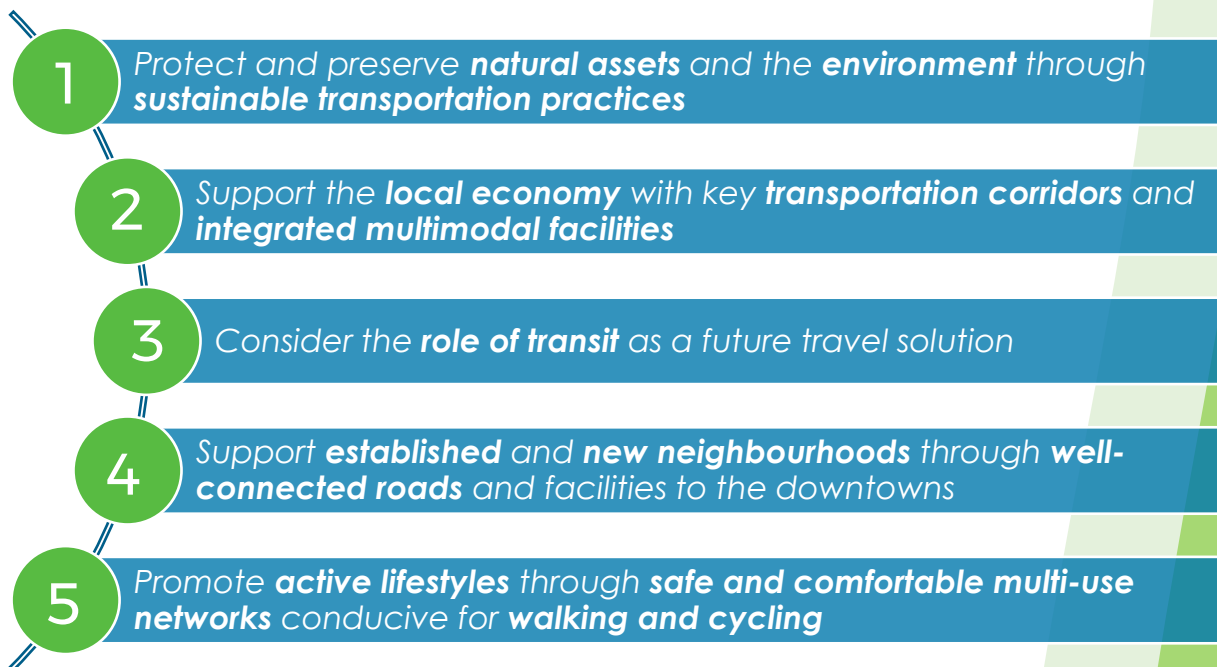 1
Protect and preserve natural assets and the environment through
sustainable transportation practices
2
Support the local economy with key transportation corridors and
integrated multimodal facilities
3
Consider the role of transit as a future travel solution
4
Support established and new neighbourhoods through well-
connected roads and facilities to the downtowns
5
Promote active lifestyles through safe and comfortable multi-use
networks conducive for walking and cycling